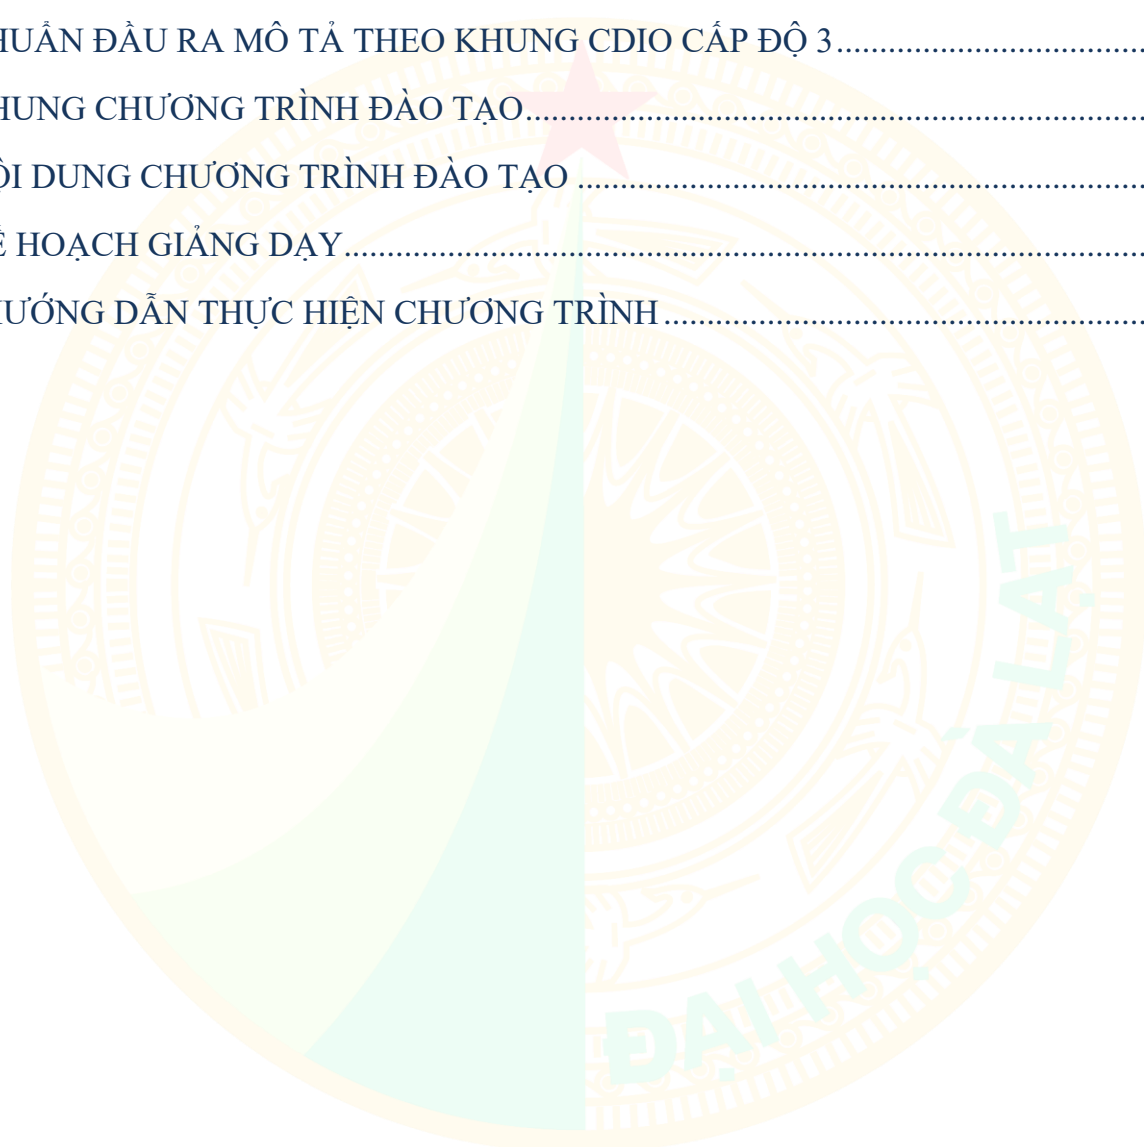 HUẨN ĐẦU RA MÔ TẢ THEO KHUNG CDIO CẤP ĐỘ 3....................................
HUNG CHƯƠNG TRÌNH ĐÀO TẠO........................................................................
ỘI DUNG CHƯƠNG TRÌNH ĐÀO TẠO ..................................................................
Ế HOẠCH GIẢNG DẠY.............................................................................................
HƯỚNG DẪN THỰC HIỆN CHƯƠNG TRÌNH........................................................
ĐẠI HỌC ĐÀ LẠT